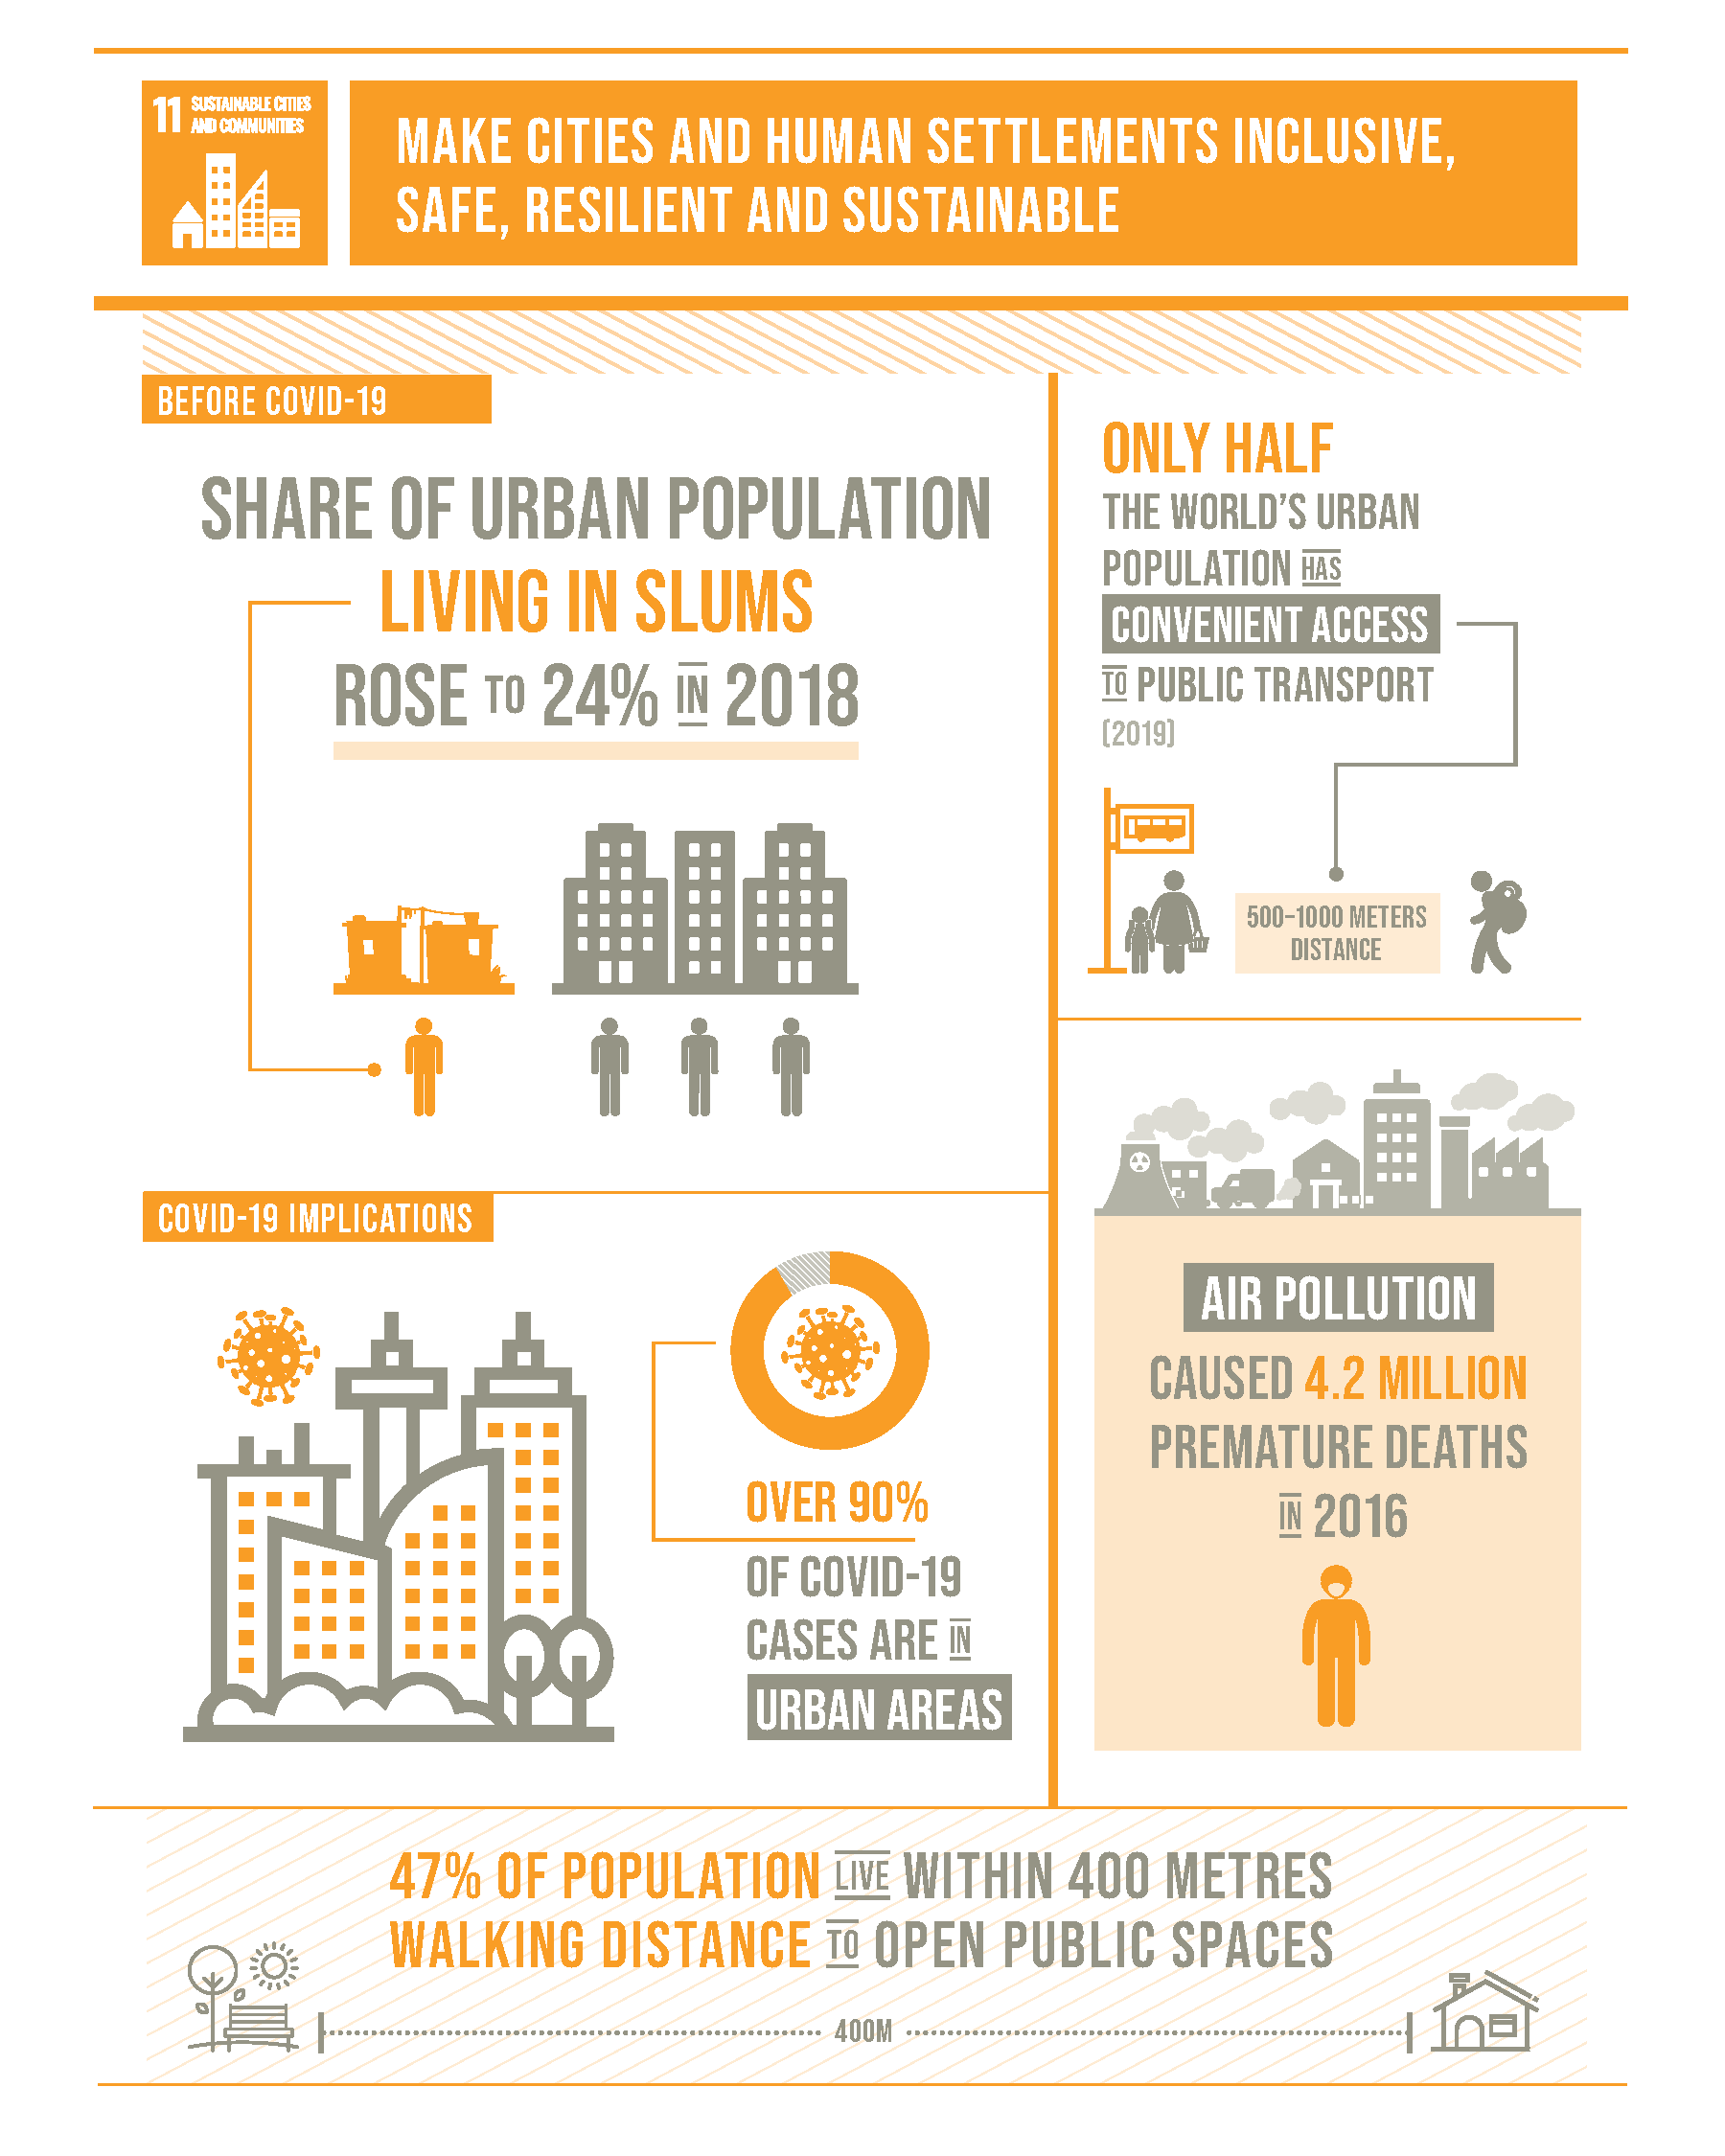 11 SUSTAINABLE CITIES
AND COMMUNITIES
MAKE CITIES AND HUMAN SETTLEMENTS INCLUSIVE,
SAFE, RESILIENT AND SUSTAINABLE
BEFORE COVID-19
SHARE OF URBAN POPULATION
LIVING IN SLUMS
ROSE TO 24% IN 2018
ONLY HALF
THE WORLD'S URBAN
POPULATION HAS
CONVENIENT ACCESS
TO PUBLIC TRANSPORT
(2019)
500–1000 METERS
DISTANCE
COVID-19 IMPLICATIONS
OVER 90%
OF COVID-19
CASES ARE IN
URBAN AREAS
AIR POLLUTION
CAUSED 4.2 MILLION
PREMATURE DEATHS
IN 2016
47% OF POPULATION LIVE WITHIN 400 METRES
WALKING DISTANCE TO OPEN PUBLIC SPACES
400M